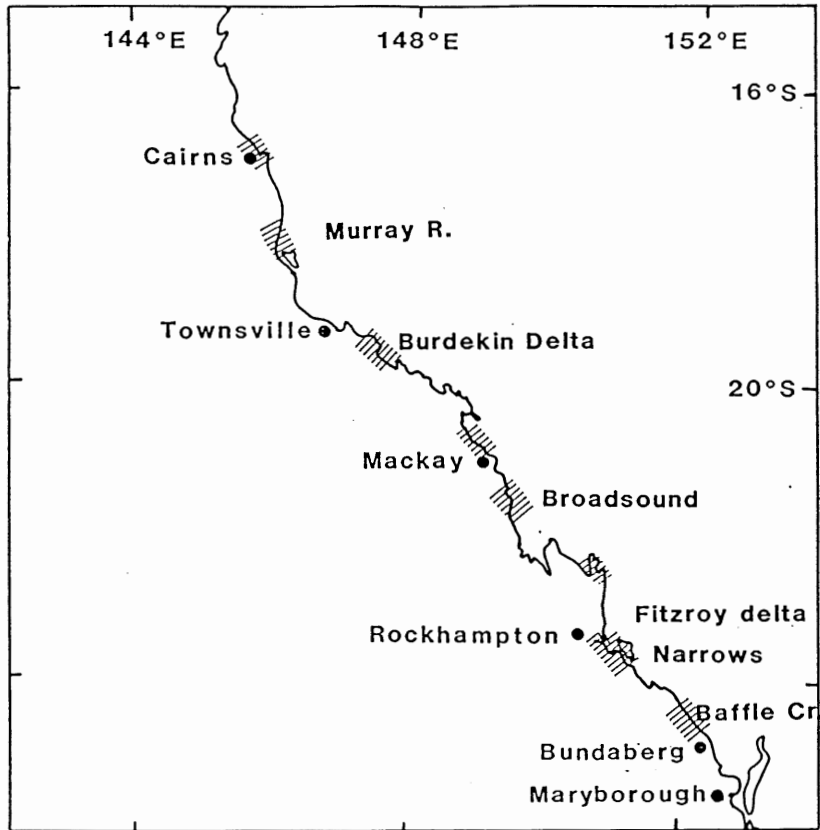 144°E 148°E 152°E
16°S
Cairns
Murray R.
Townsville
Burdekin Delta
20°S
Mackay
Broadsound
Fitzroy delta
Rockhampton
Narrows
Baffle Cr
Bundaberg
Maryborough